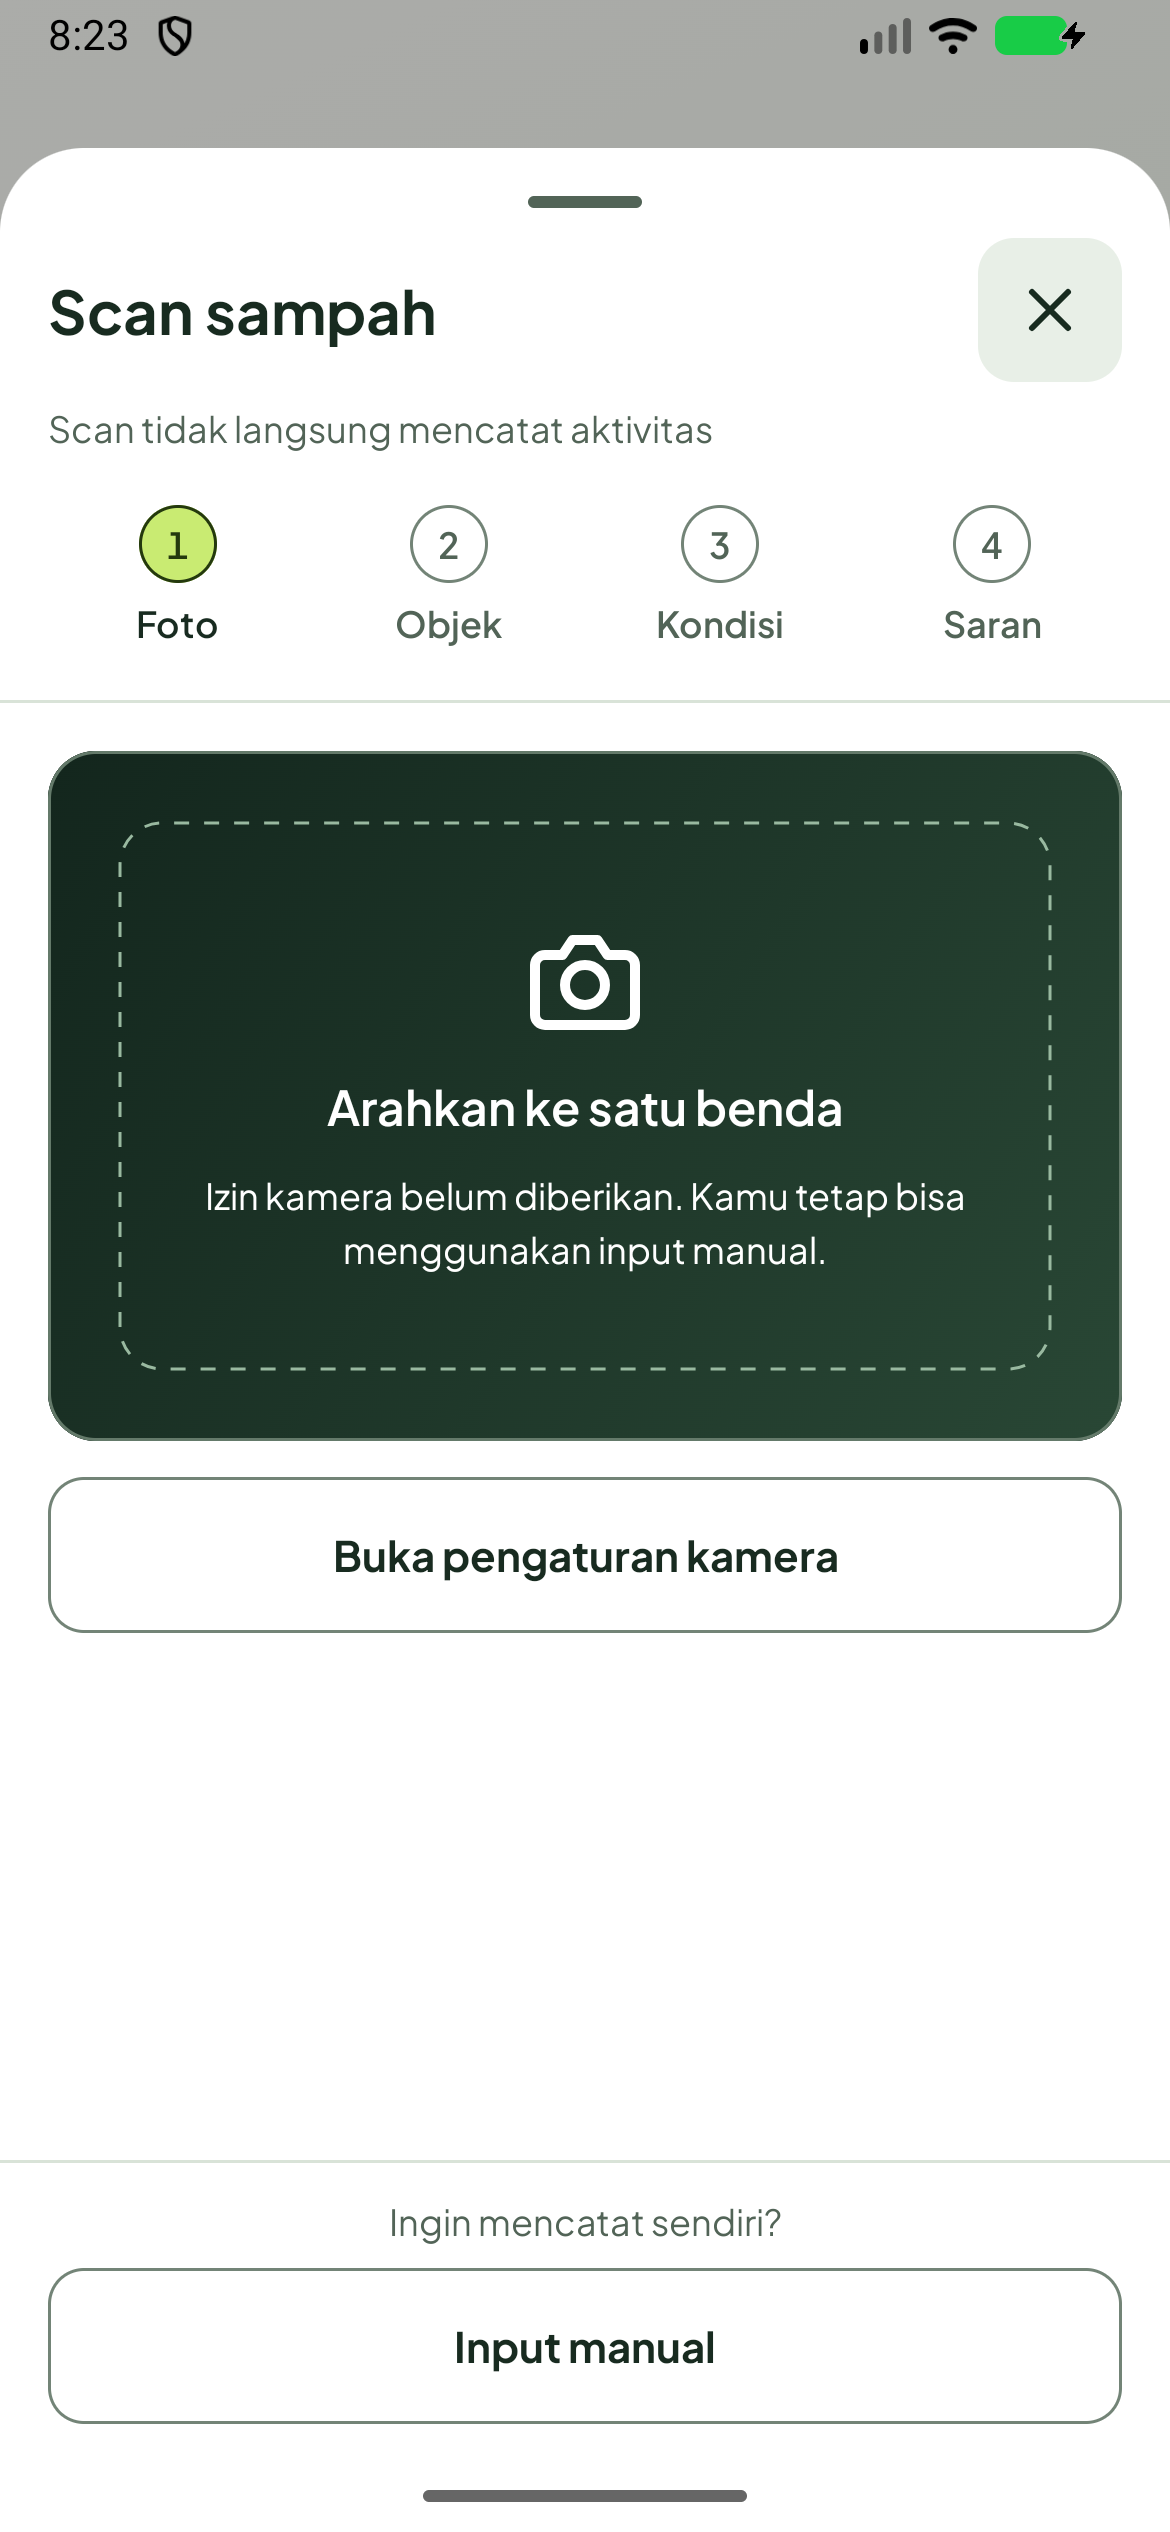 8:23
Scan sampah
Scan tidak langsung mencatat aktivitas
1
2
3
4
Foto
Objek
Kondisi
Saran
Arahkan ke satu benda
Izin kamera belum diberikan. Kamu tetap bisa
menggunakan input manual.
Buka pengaturan kamera
Ingin mencatat sendiri?
Input manual